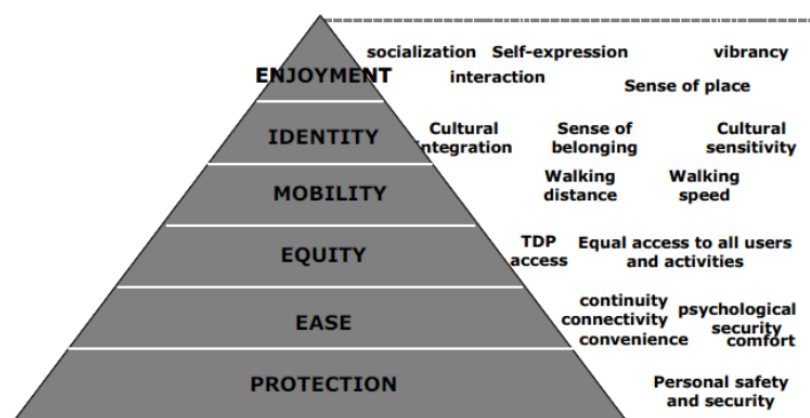 socialization Self-expression vibrancy
ENJOYMENT interaction
Sense of place
IDENTITY
Cultural integration
Sense of belonging
Cultural sensitivity
MOBILITY
Walking distance
Walking speed
EQUITY
TDP access
Equal access to all users and activities
EASE
continuity
connectivity
convenience
psychological security
comfort
PROTECTION
Personal safety and security